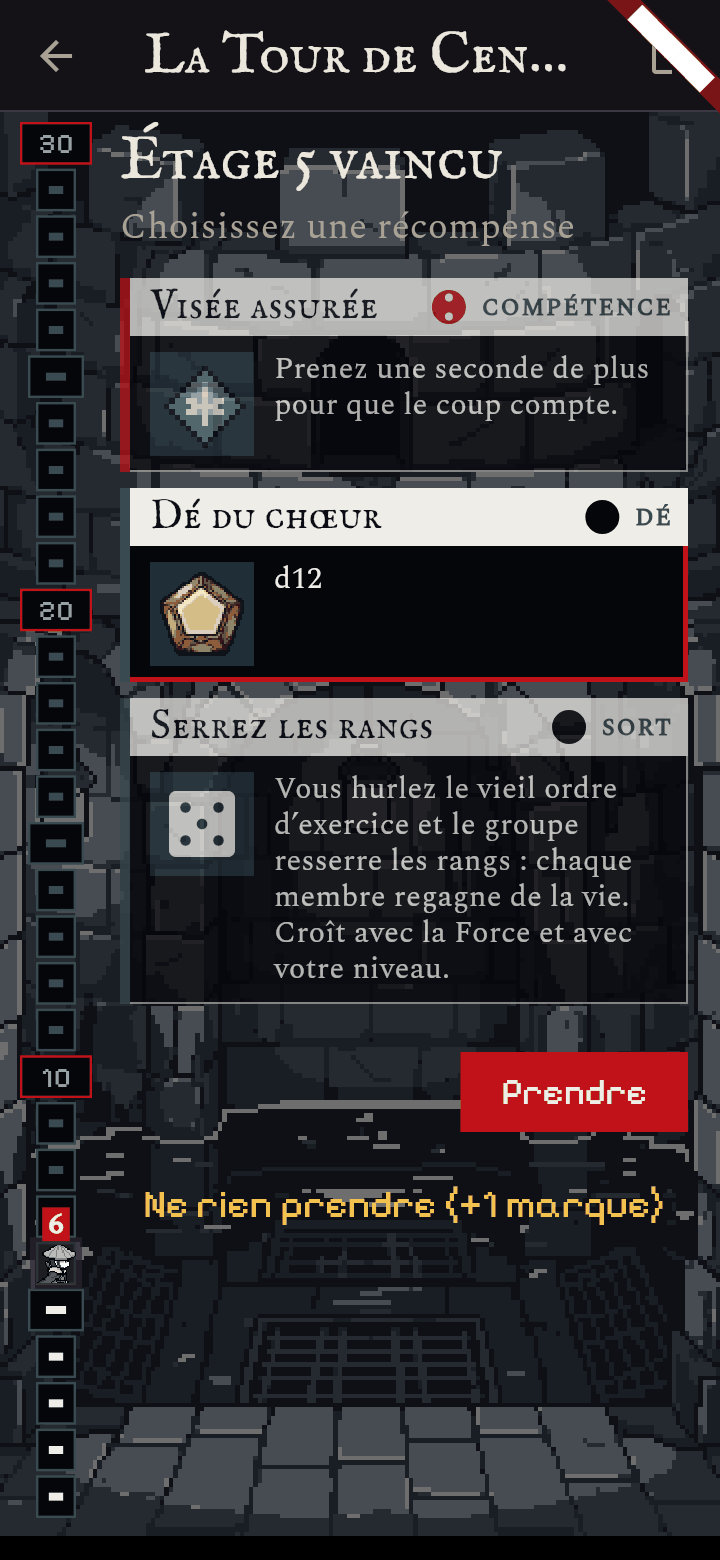 La Tour de Cen...
30
Étage 5 vaincu
Choisissez une récompense
Visée assurée
COMPÉTENCE
Prenez une seconde de plus
pour que le coup compte.
Dé du chœur
DÉ
d12
20
Serrez les rangs
SORT
Vous hurlez le vieil ordre
d’exercice et le groupe
resserre les rangs : chaque
membre regagne de la vie.
Croît avec la Force et avec
votre niveau.
10
Prendre
6
Ne rien prendre (+1 marque)